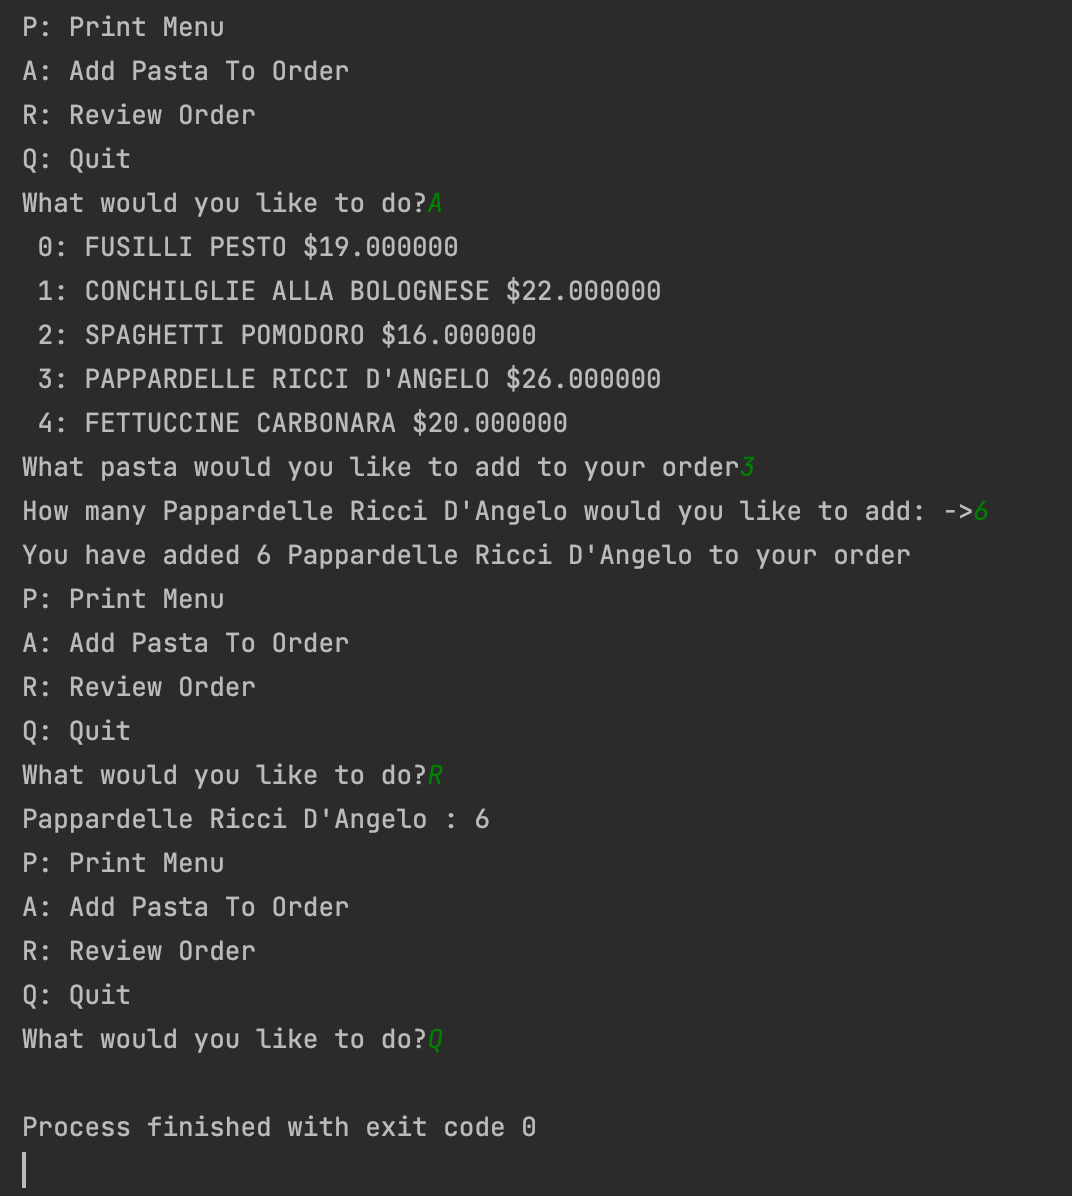 P: Print Menu
A: Add Pasta To Order
R: Review Order
Q: Quit
What would you like to do?A
0: FUSILLI PESTO $19.000000
1: CONCHILGLIE ALLA BOLOGNESE $22.000000
2: SPAGHETTI POMODORO $16.000000
3: PAPPARDELLE RICCI D'ANGELO $26.000000
4: FETTUCCINE CARBONARA $20.000000
What pasta would you like to add to your order3
How many Pappardelle Ricci D'Angelo would you like to add: ->6
You have added 6 Pappardelle Ricci D'Angelo to your order
P: Print Menu
A: Add Pasta To Order
R: Review Order
Q: Quit
What would you like to do?R
Pappardelle Ricci D'Angelo : 6
P: Print Menu
A: Add Pasta To Order
R: Review Order
Q: Quit
What would you like to do?Q
Process finished with exit code 0